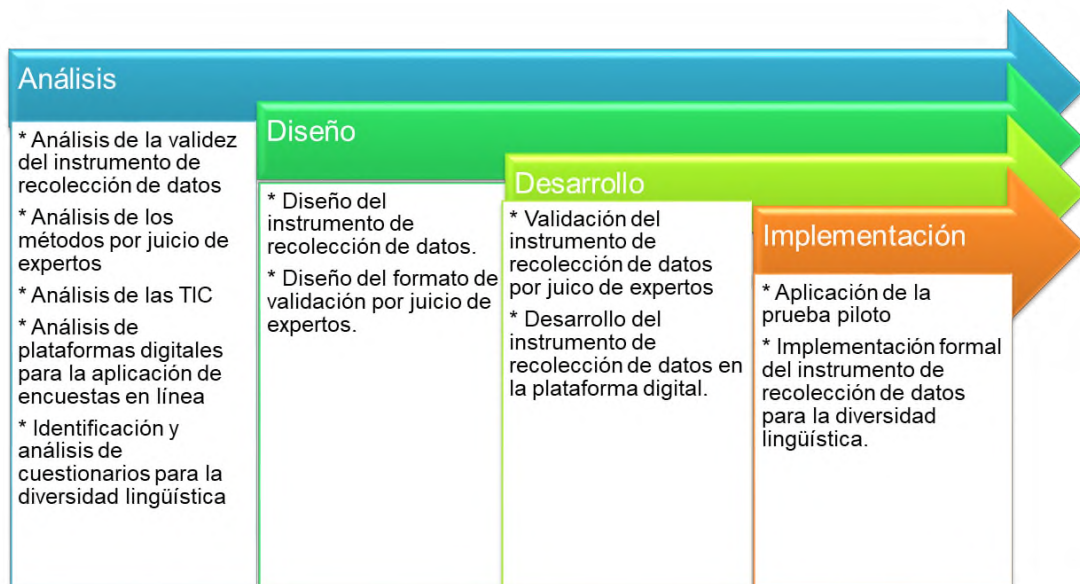 Análisis
* Análisis de la validez
del instrumento de
recolección de datos
* Análisis de los
métodos por juicio de
expertos
* Análisis de las TIC
* Análisis de
plataformas digitales
para la aplicación de
encuestas en línea
* Identificación y
análisis de
cuestionarios para la
diversidad lingüística
Diseño
* Diseño del
instrumento de
recolección de datos.
* Diseño del formato de
validación por juicio de
expertos.
Desarrollo
* Validación del
instrumento de
recolección de datos
por juico de expertos
* Desarrollo del
instrumento de
recolección de datos en
la plataforma digital.
Implementación
* Aplicación de la
prueba piloto
* Implementación formal
del instrumento de
recolección de datos
para la diversidad
lingüística.